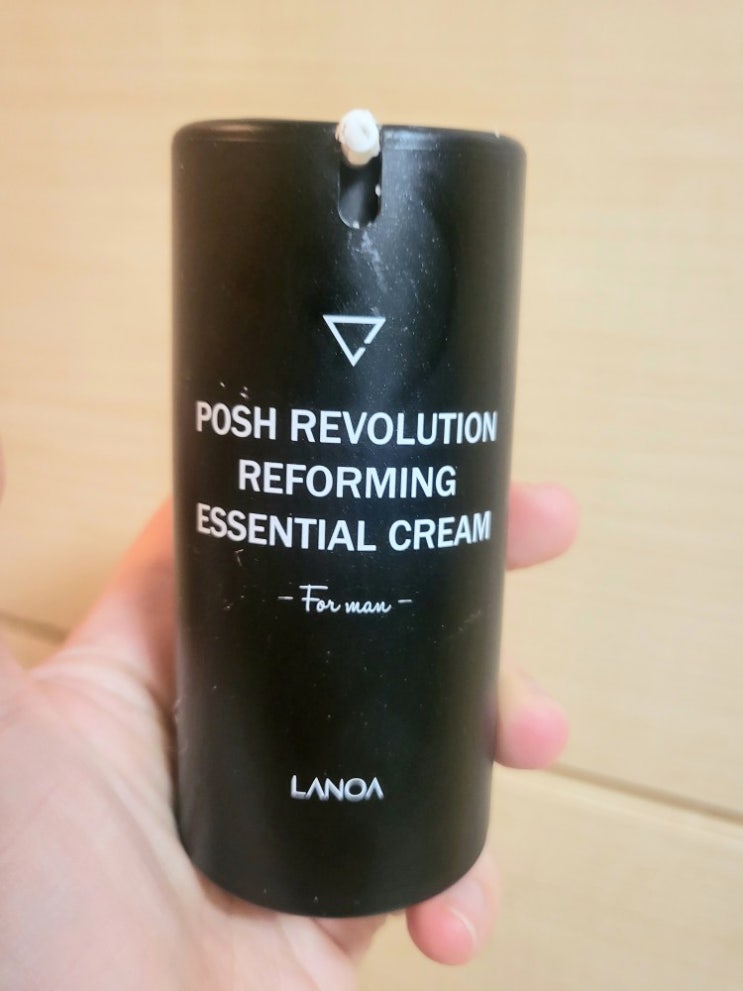 POSH REVOLUTION
REFORMING
ESSENTIAL CREAM
- For man -
LANOA